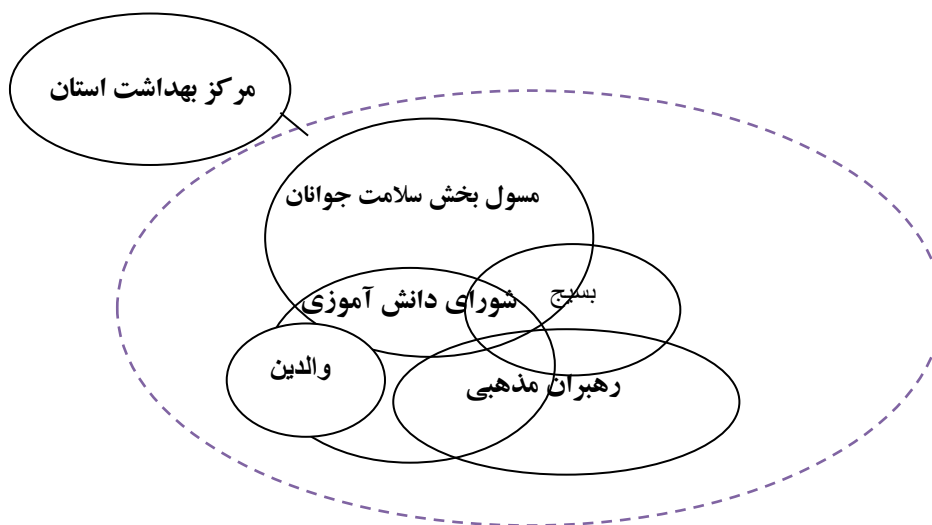 مرکز بهداشت استان
مسول بخش سلامت جوانان
شورای دانش آموزی
بسیج
والدین
رهبران مذهبی